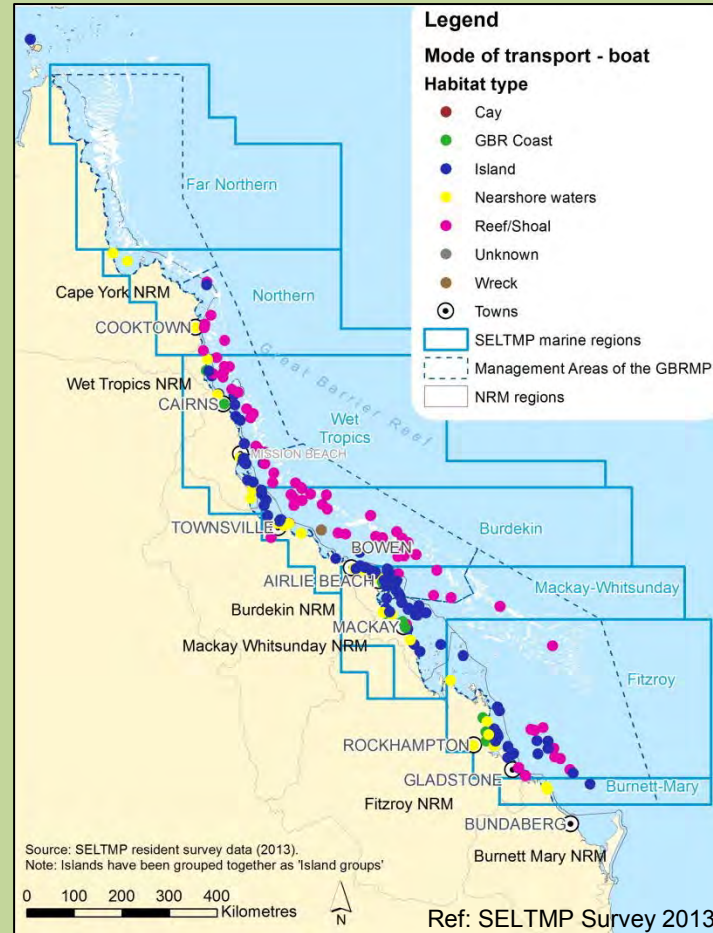 Legend
Mode of transport - boat
Habitat type
Cay
GBR Coast
Island
Nearshore waters
Reef/Shoal
Unknown
Wreck
Towns
SELTMP marine regions
Management Areas of the GBRMP
NRM regions
Far Northern
Cape York NRM
Northern
COOKTOWN
Great Barrier Reef
Wet Tropics NRM
CAIRNS
Wet
Tropics
MISSION BEACH
TOWNSVILLE
Burdekin
BOWEN
AIRLIE BEACH
Mackay-Whitsunday
Burdekin NRM
MACKAY
Mackay Whitsunday NRM
Fitzroy
ROCKHAMPTON
GLADSTONE
Burnett-Mary
Fitzroy NRM
BUNDABERG
Burnett Mary NRM
Source: SELTMP resident survey data (2013).
Note: Islands have been grouped together as 'Island groups'
0 100 200 300 400
Kilometres
N
Ref: SELTMP Survey 2013